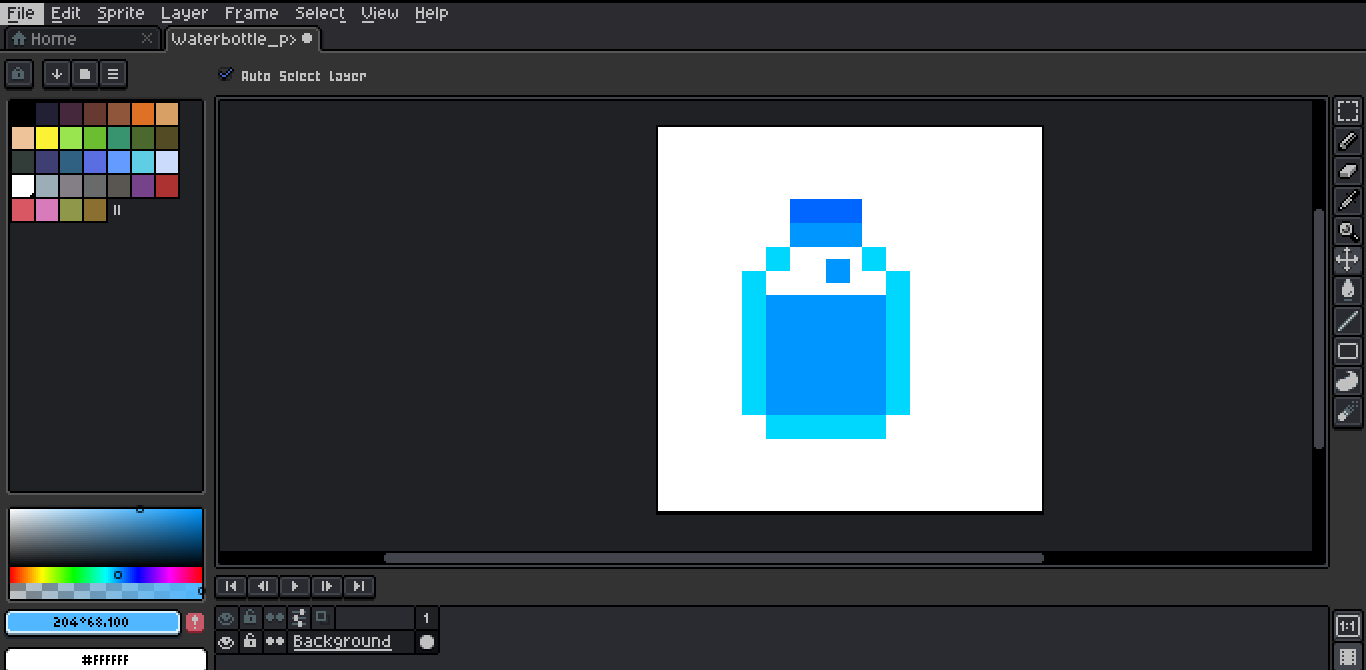 File Edit Sprite Layer Frame Select View Help
Home Waterbottle_p>
Auto Select Layer
1
Background
204°68.100
#FFFFFF
1:1